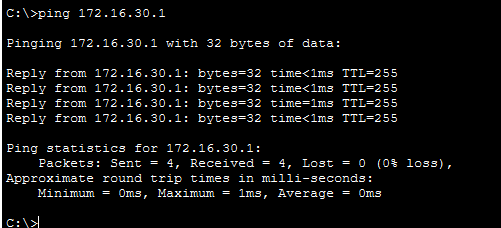 C:\>ping 172.16.30.1
Pinging 172.16.30.1 with 32 bytes of data:
Reply from 172.16.30.1: bytes=32 time<1ms TTL=255
Reply from 172.16.30.1: bytes=32 time<1ms TTL=255
Reply from 172.16.30.1: bytes=32 time=1ms TTL=255
Reply from 172.16.30.1: bytes=32 time<1ms TTL=255
Ping statistics for 172.16.30.1:
    Packets: Sent = 4, Received = 4, Lost = 0 (0% loss),
Approximate round trip times in milli-seconds:
    Minimum = 0ms, Maximum = 1ms, Average = 0ms
C:\>